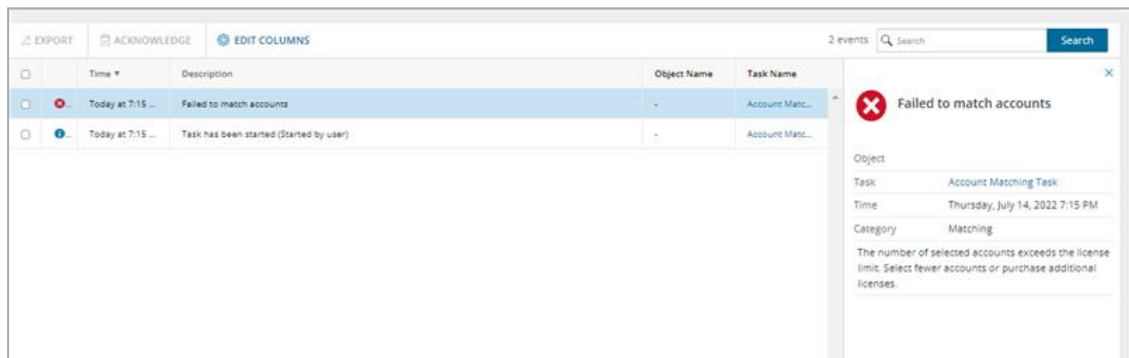 EXPORT ACKNOWLEDGE EDIT COLUMNS 2 events Search Search
Time Description Object Name Task Name
Today at 7:15 ... Failed to match accounts - Account Matc...
Today at 7:15 ... Task has been started (Started by user) - Account Matc...
Failed to match accounts
Object
Task Account Matching Task
Time Thursday, July 14, 2022 7:15 PM
Category Matching
The number of selected accounts exceeds the license
limit. Select fewer accounts or purchase additional
licenses.